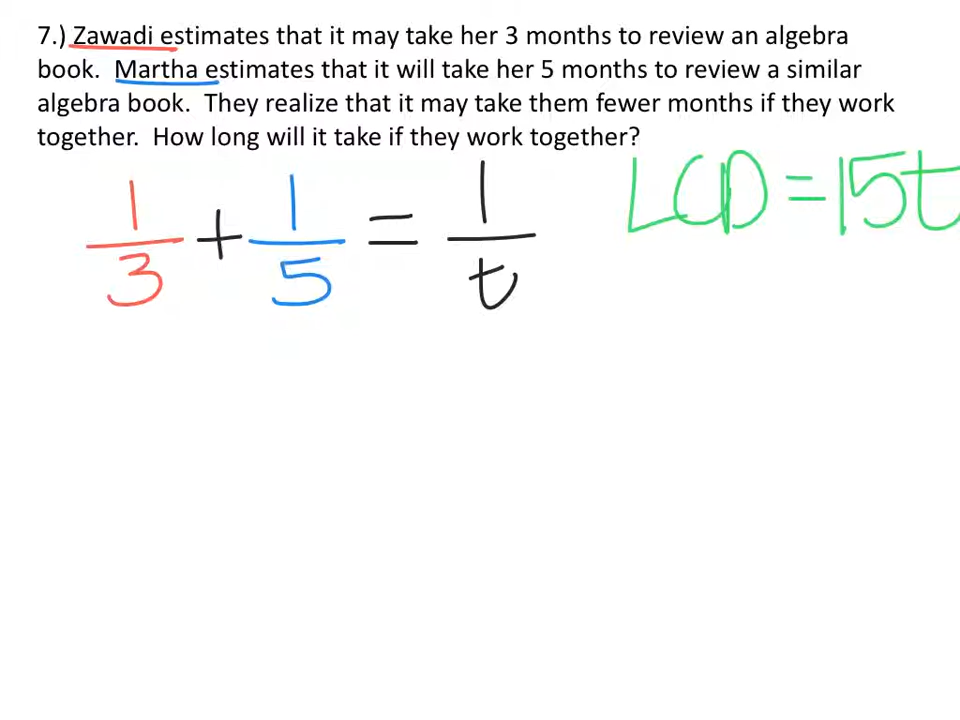 7.) Zawadi estimates that it may take her 3 months to review an algebra
book. Martha estimates that it will take her 5 months to review a similar
algebra book. They realize that it may take them fewer months if they work
together. How long will it take if they work together?
1/3 + 1/5 = 1/t
LCD = 15t